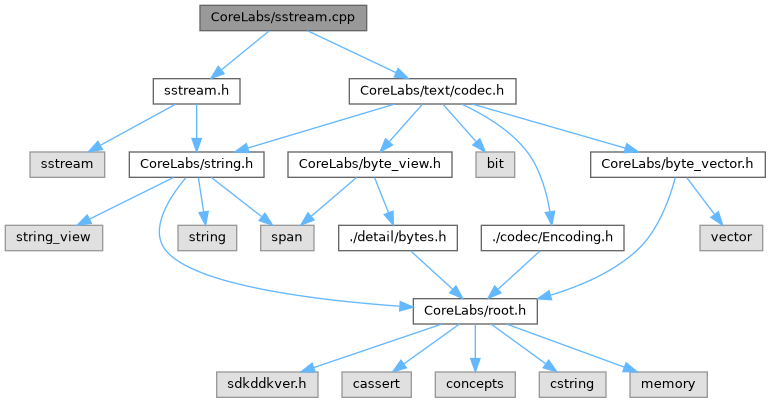 CoreLabs/sstream.cpp
sstream.h
CoreLabs/text/codec.h
sstream
CoreLabs/string.h
CoreLabs/byte_view.h
bit
CoreLabs/byte_vector.h
string_view
string
span
./detail/bytes.h
./codec/Encoding.h
vector
CoreLabs/root.h
sdkddkver.h
cassert
concepts
cstring
memory